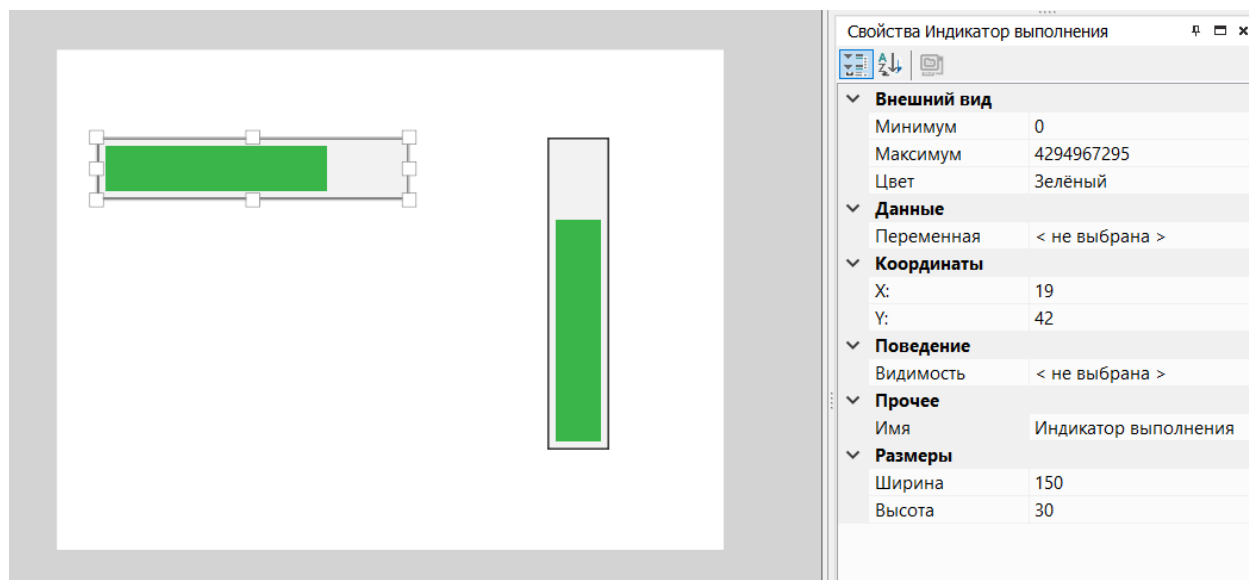 Свойства Индикатор выполнения
Внешний вид
Минимум 0
Максимум 4294967295
Цвет Зелёный
Данные
Переменная < не выбрана >
Координаты
X: 19
Y: 42
Поведение
Видимость < не выбрана >
Прочее
Имя Индикатор выполнения
Размеры
Ширина 150
Высота 30